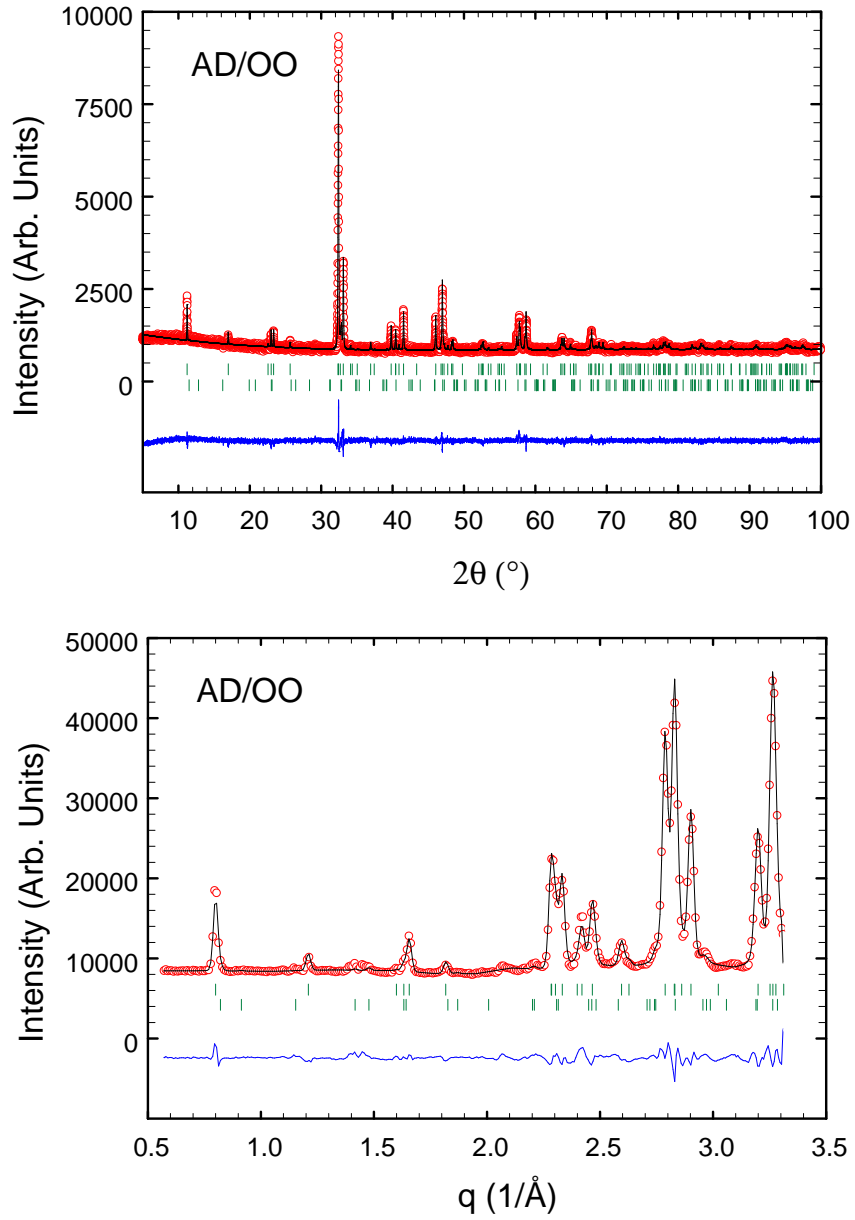 10000
AD/OO
7500
5000
2500
0
Intensity (Arb. Units)
10 20 30 40 50 60 70 80 90 100
2θ (°)
50000
AD/OO
40000
30000
20000
10000
0
Intensity (Arb. Units)
0.5 1.0 1.5 2.0 2.5 3.0 3.5
q (1/Å)